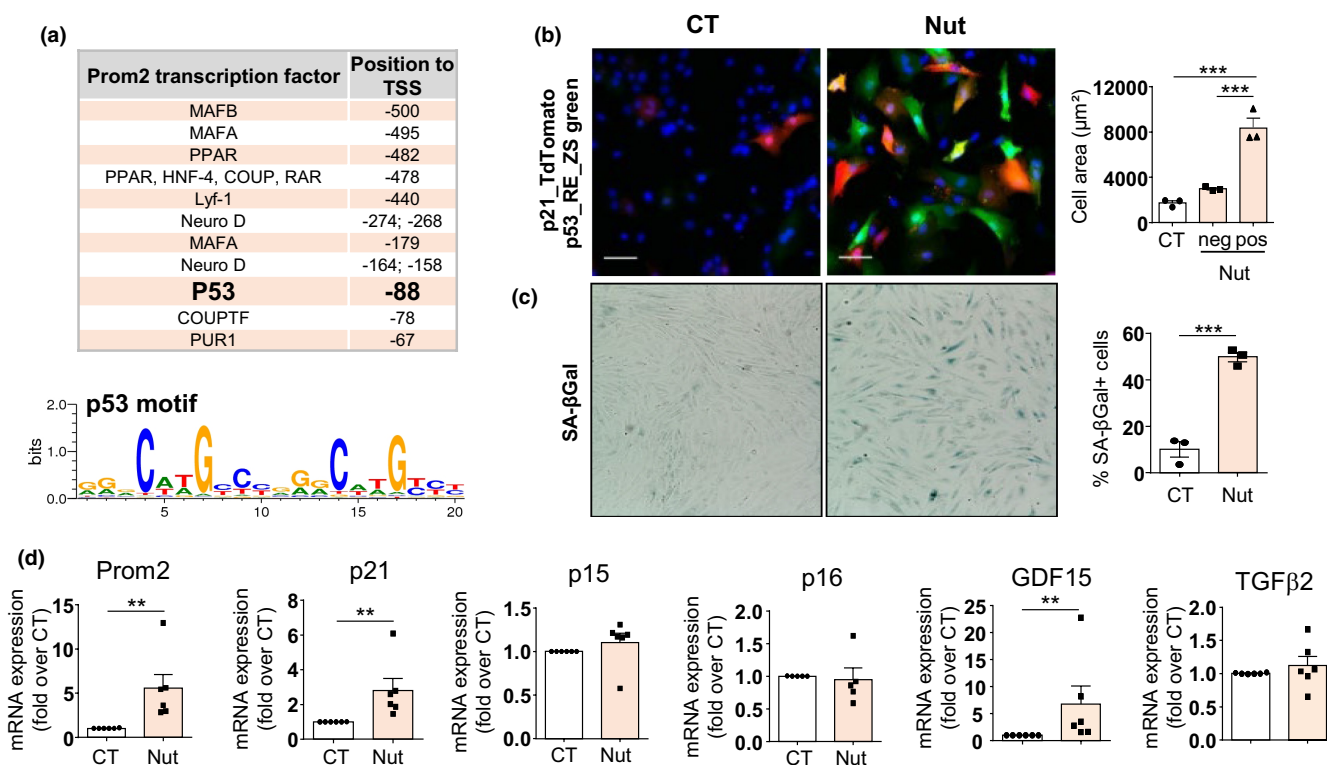 (a)
Prom2 transcription factor Position to TSS
MAFB -500
MAFA -495
PPAR -482
PPAR, HNF-4, COUP, RAR -478
Lyf-1 -440
Neuro D -274; -268
MAFA -179
Neuro D -164; -158
P53 -88
COUPTF -78
PUR1 -67
p53 motif
bits
2.0
1.0
0.0
5 10 15 20
(b)
CT Nut
p21_TdTomato
p53_RE_ZS green
Cell area (µm²)
12000
8000
4000
0
***
***
CT neg pos
Nut
(c)
SA-βGal
% SA-βGal+ cells
60
40
20
0
***
CT Nut
(d)
Prom2
mRNA expression
(fold over CT)
15
10
5
0
**
CT Nut
p21
mRNA expression
(fold over CT)
8
6
4
2
0
**
CT Nut
p15
mRNA expression
(fold over CT)
1.5
1.0
0.5
0.0
CT Nut
p16
mRNA expression
(fold over CT)
2.0
1.5
1.0
0.5
0.0
CT Nut
GDF15
mRNA expression
(fold over CT)
25
20
15
10
5
0
**
CT Nut
TGFβ2
mRNA expression
(fold over CT)
2.0
1.5
1.0
0.5
0.0
CT Nut